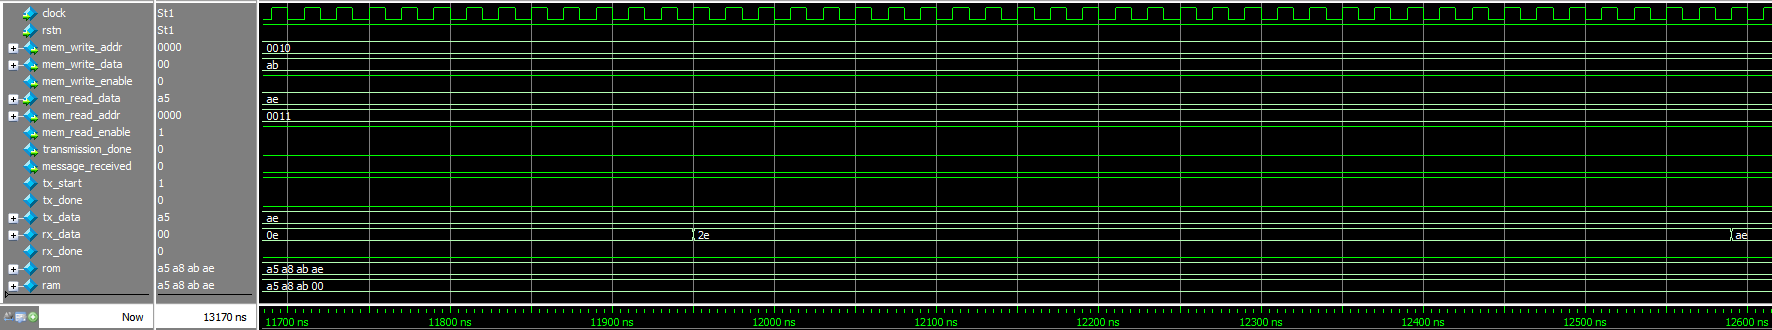 clock St1
rstn St1
mem_write_addr 0000 0010
mem_write_data 00 ab
mem_write_enable 0
mem_read_data a5 ae
mem_read_addr 0000 0011
mem_read_enable 1
transmission_done 0
message_received 0
tx_start 1
tx_done 0
tx_data a5 ae
rx_data 00 0e 2e ae
rx_done 0
rom a5 a8 ab ae a5 a8 ab ae
ram a5 a8 ab ae a5 a8 ab 00
Now 13170 ns 11700 ns 11800 ns 11900 ns 12000 ns 12100 ns 12200 ns 12300 ns 12400 ns 12500 ns 12600 ns